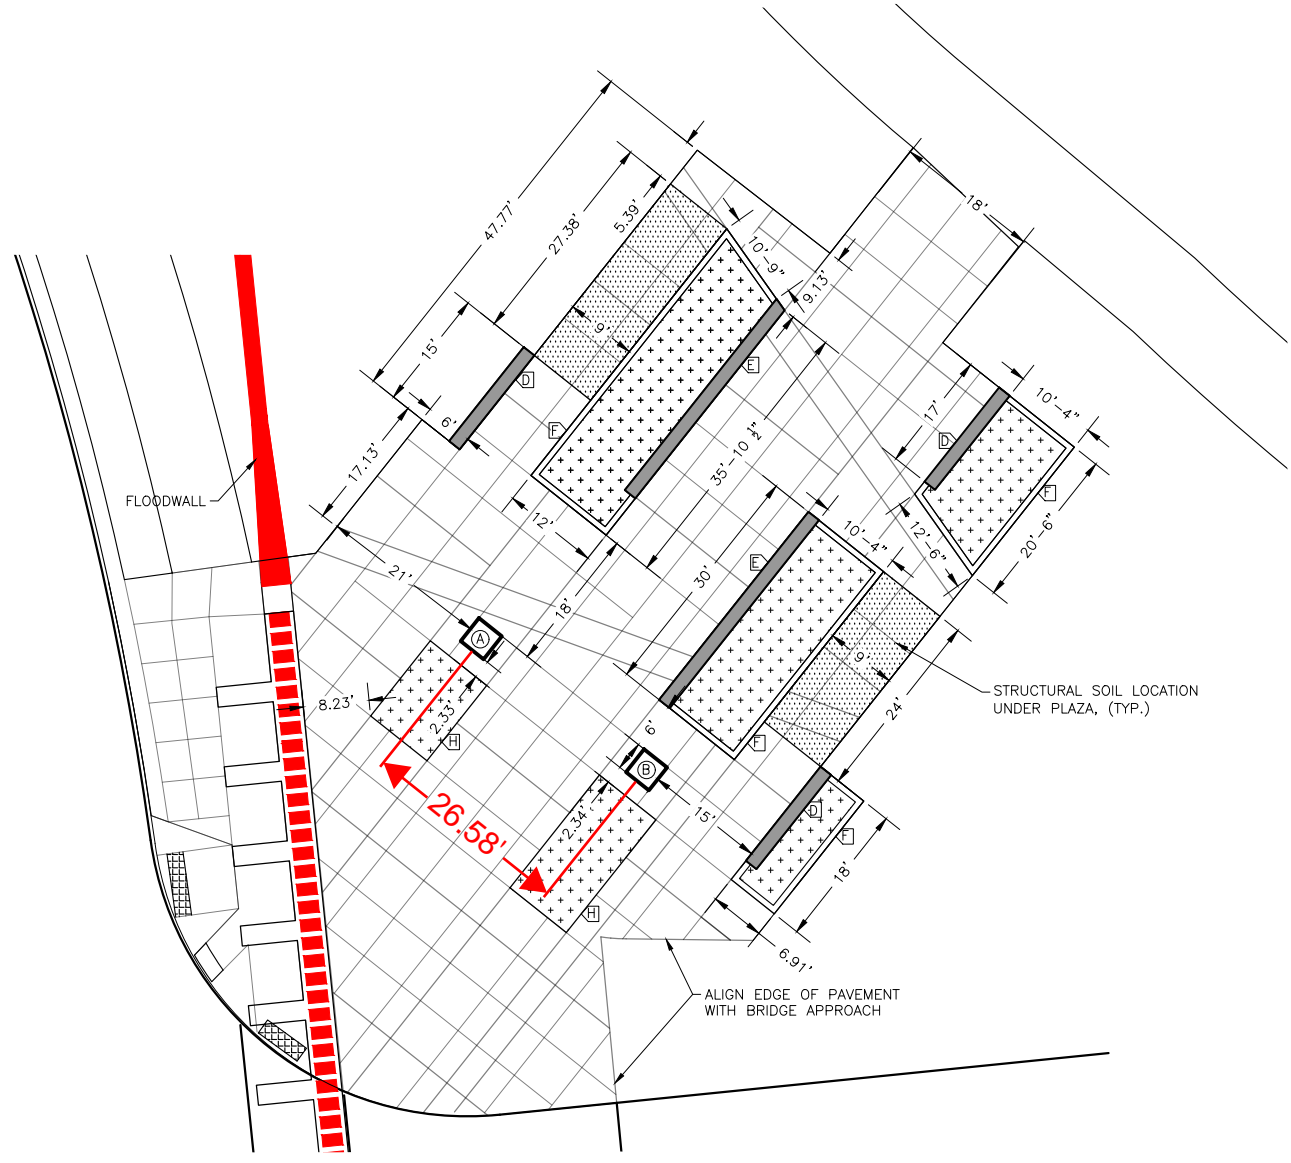 47.77'
27.38'
5.39'
10'-9"
9.13'
18'
9'
15'
6'
D
E
F
17.13'
FLOODWALL
35'-10 ½"
17'
10'-4"
D
F
12'-6"
20'-6"
12'
21'
18'
30'
E
10'-4"
9
24'
STRUCTURAL SOIL LOCATION
UNDER PLAZA, (TYP.)
A
8.23'
2.33'
H
6'
B
F
26.58'
2.34'
15'
D
F
18'
H
6.91'
ALIGN EDGE OF PAVEMENT
WITH BRIDGE APPROACH